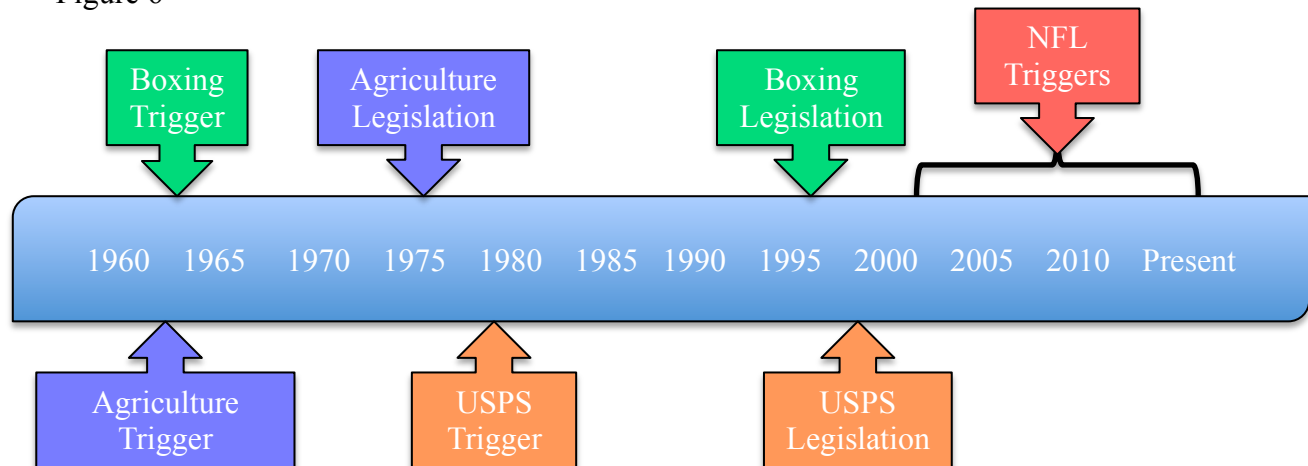 Figure 6
NFL
Triggers
Boxing
Trigger
Agriculture
Legislation
Boxing
Legislation
1960 1965 1970 1975 1980 1985 1990 1995 2000 2005 2010 Present
Agriculture
Trigger
USPS
Trigger
USPS
Legislation